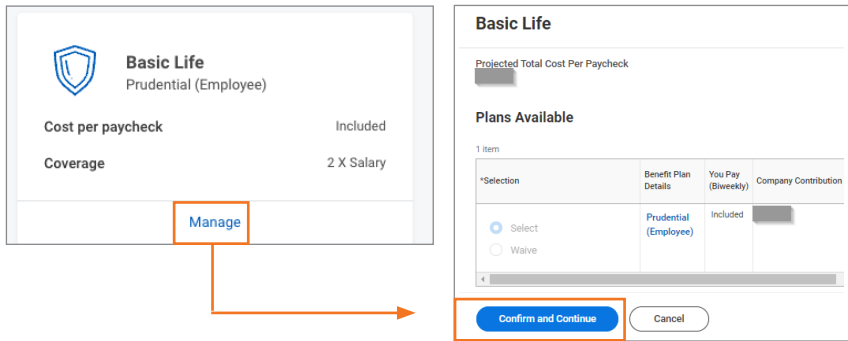 Basic Life
Prudential (Employee)
Cost per paycheck Included
Coverage 2 X Salary
Manage
Basic Life
Projected Total Cost Per Paycheck
Plans Available
1 item
*Selection Benefit Plan Details You Pay (Biweekly) Company Contribution
Select
Waive
Prudential (Employee)
Included
Confirm and Continue Cancel